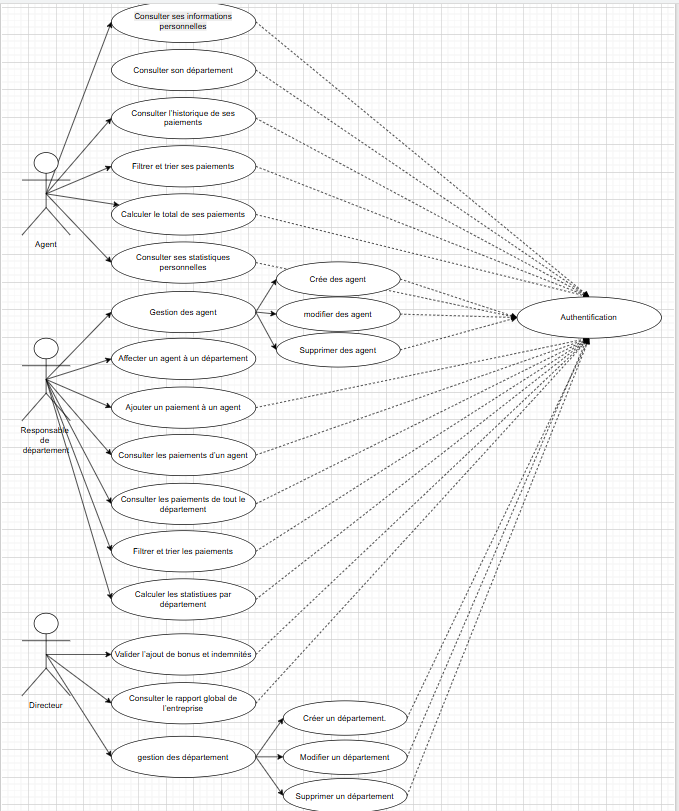 Consulter ses informations
personnelles
Consulter son département
Consulter l'historique de ses
paiements
Filtrer et trier ses paiements
Calculer le total de ses paiements
Agent
Consulter ses statistiques
personnelles
Crée des agent
Gestion des agent
modifier des agent
Authentification
Supprimer des agent
Affecter un agent à un département
Ajouter un paiement à un agent
Responsable
de
département
Consulter les paiements d'un agent
Consulter les paiements de tout le
département
Filtrer et trier les paiements
Calculer les statistiues par
département
Valider l'ajout de bonus et indemnités
Directeur
Consulter le rapport global de
l'entreprise
Créer un département.
gestion des département
Modifier un département
Supprimer un département